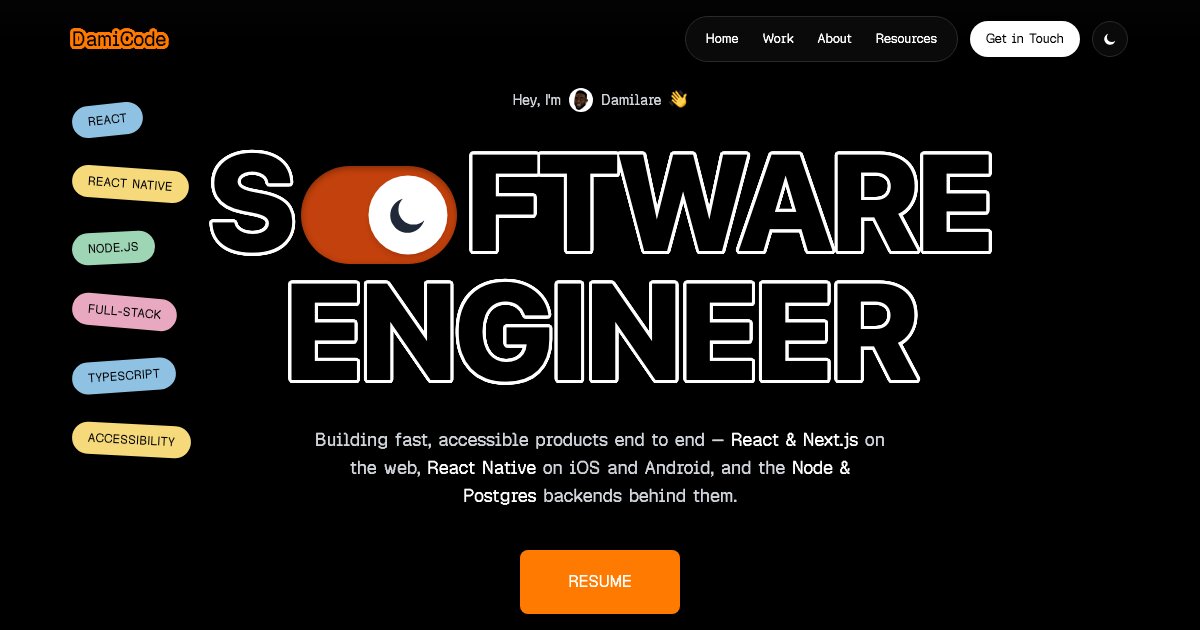 DamiCode
Home Work About Resources
Get in Touch
Hey, I'm Damilare 👋
REACT
REACT NATIVE
NODE.JS
FULL-STACK
TYPESCRIPT
ACCESSIBILITY
S FTWARE
ENGINEER
Building fast, accessible products end to end — React & Next.js on
the web, React Native on iOS and Android, and the Node &
Postgres backends behind them.
RESUME